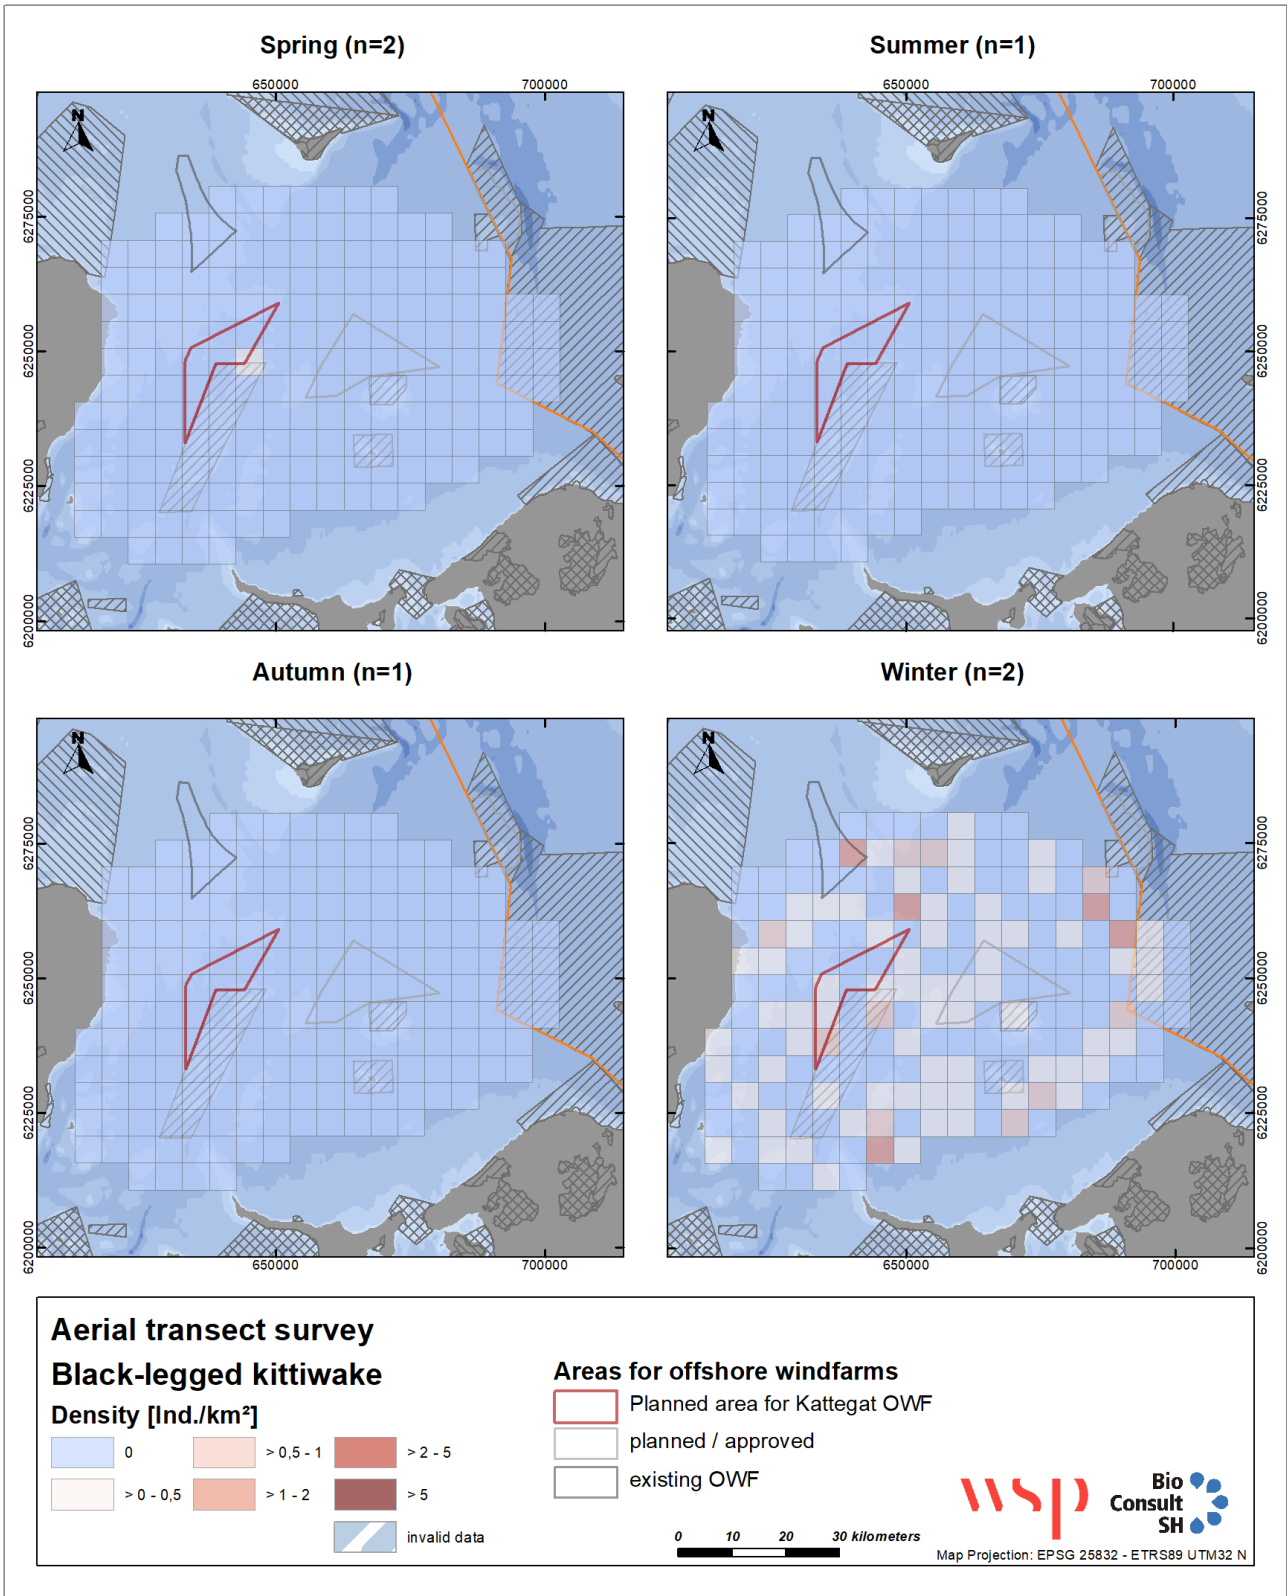 Spring (n=2)
Summer (n=1)
650000
700000
650000
700000
N
N
6275000
6250000
6225000
6200000
6275000
6250000
6225000
6200000
Autumn (n=1)
Winter (n=2)
N
N
6275000
6250000
6225000
6200000
6275000
6250000
6225000
6200000
650000
700000
650000
700000
Aerial transect survey
Black-legged kittiwake
Density [Ind./km²]
0
> 0,5 - 1
> 2 - 5
> 0 - 0,5
> 1 - 2
> 5
invalid data
Areas for offshore windfarms
Planned area for Kattegat OWF
planned / approved
existing OWF
0 10 20 30 kilometers
wsp
Bio
Consult
SH
Map Projection: EPSG 25832 - ETRS89 UTM32 N